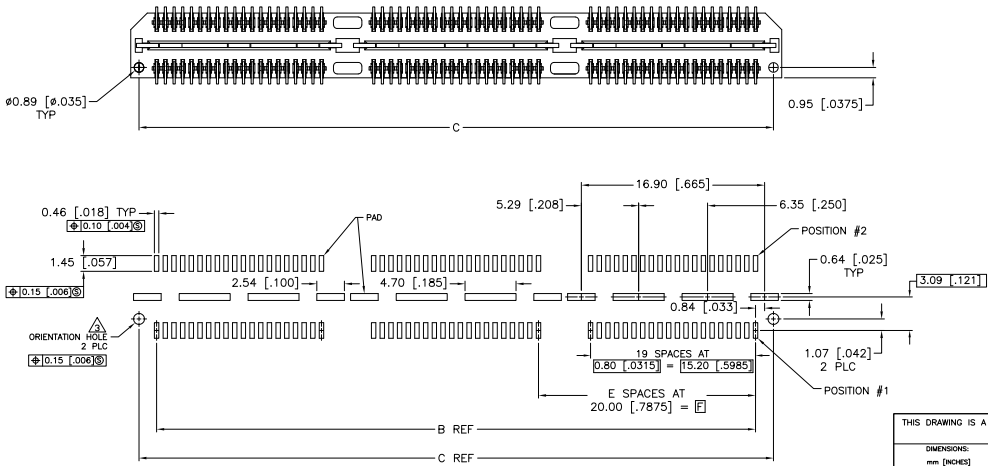 ø0.89 [ø.035]
TYP
0.95 [.0375]
C
16.90 [.665]
5.29 [.208]
6.35 [.250]
0.46 [.018] TYP
⌖ 0.10 [.004]Ⓢ
PAD
POSITION #2
1.45 [.057]
0.64 [.025]
TYP
2.54 [.100]
4.70 [.185]
3.09 [.121]
⌖ 0.15 [.006]Ⓢ
0.84 [.033]
3
ORIENTATION HOLE
2 PLC
⌖ 0.15 [.006]Ⓢ
19 SPACES AT
0.80 [.0315] = 15.20 [.5985]
1.07 [.042]
2 PLC
POSITION #1
E SPACES AT
20.00 [.7875] = F
B REF
C REF
THIS DRAWING IS A
DIMENSIONS:
mm [INCHES]